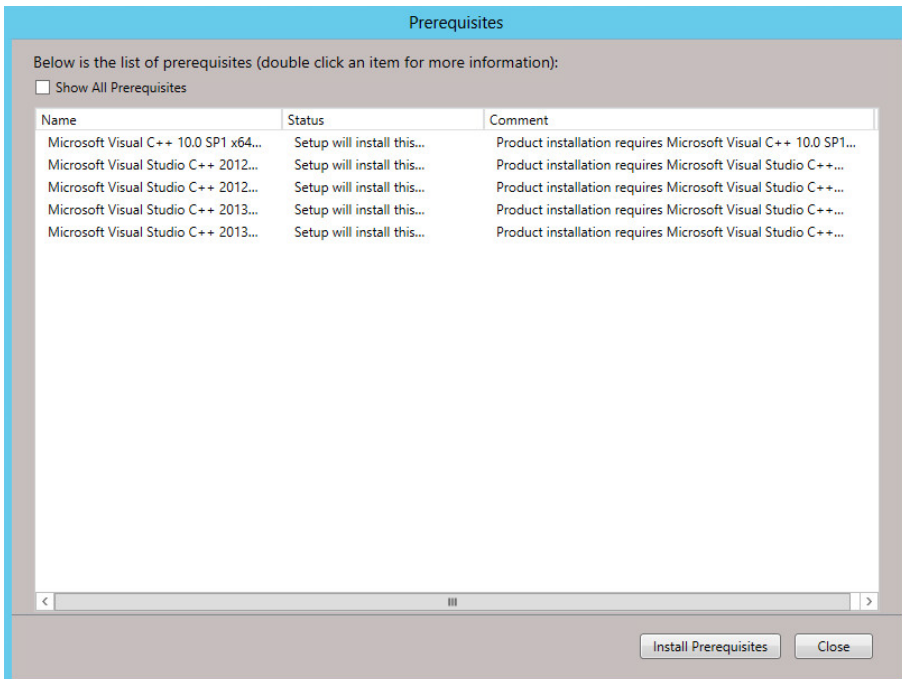 Prerequisites
Below is the list of prerequisites (double click an item for more information):
Show All Prerequisites
Name Status Comment
Microsoft Visual C++ 10.0 SP1 x64... Setup will install this... Product installation requires Microsoft Visual C++ 10.0 SP1...
Microsoft Visual Studio C++ 2012... Setup will install this... Product installation requires Microsoft Visual Studio C++...
Microsoft Visual Studio C++ 2012... Setup will install this... Product installation requires Microsoft Visual Studio C++...
Microsoft Visual Studio C++ 2013... Setup will install this... Product installation requires Microsoft Visual Studio C++...
Microsoft Visual Studio C++ 2013... Setup will install this... Product installation requires Microsoft Visual Studio C++...
Install Prerequisites Close